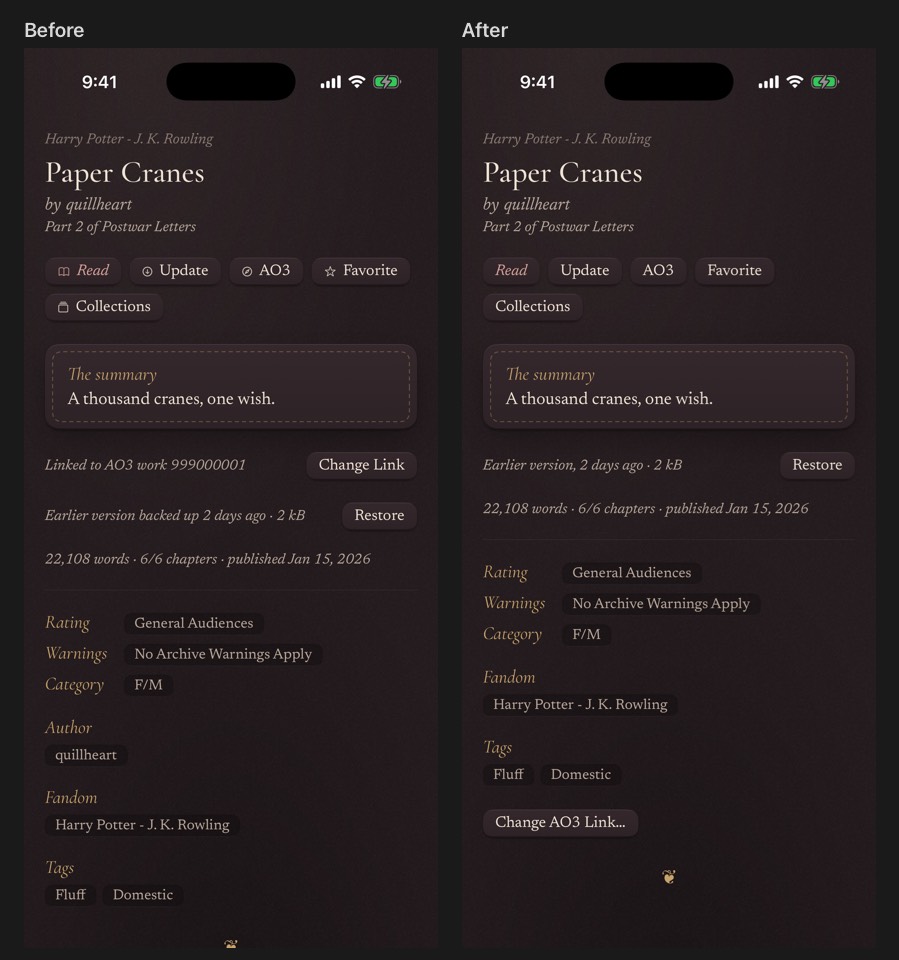 Before
9:41
Harry Potter - J. K. Rowling
Paper Cranes
by quillheart
Part 2 of Postwar Letters
Read Update AO3 Favorite
Collections
The summary
A thousand cranes, one wish.
Linked to AO3 work 999000001 Change Link
Earlier version backed up 2 days ago · 2 kB Restore
22,108 words · 6/6 chapters · published Jan 15, 2026
Rating General Audiences
Warnings No Archive Warnings Apply
Category F/M
Author
quillheart
Fandom
Harry Potter - J. K. Rowling
Tags
Fluff Domestic
After
9:41
Harry Potter - J. K. Rowling
Paper Cranes
by quillheart
Part 2 of Postwar Letters
Read Update AO3 Favorite
Collections
The summary
A thousand cranes, one wish.
Earlier version, 2 days ago · 2 kB Restore
22,108 words · 6/6 chapters · published Jan 15, 2026
Rating General Audiences
Warnings No Archive Warnings Apply
Category F/M
Fandom
Harry Potter - J. K. Rowling
Tags
Fluff Domestic
Change AO3 Link...